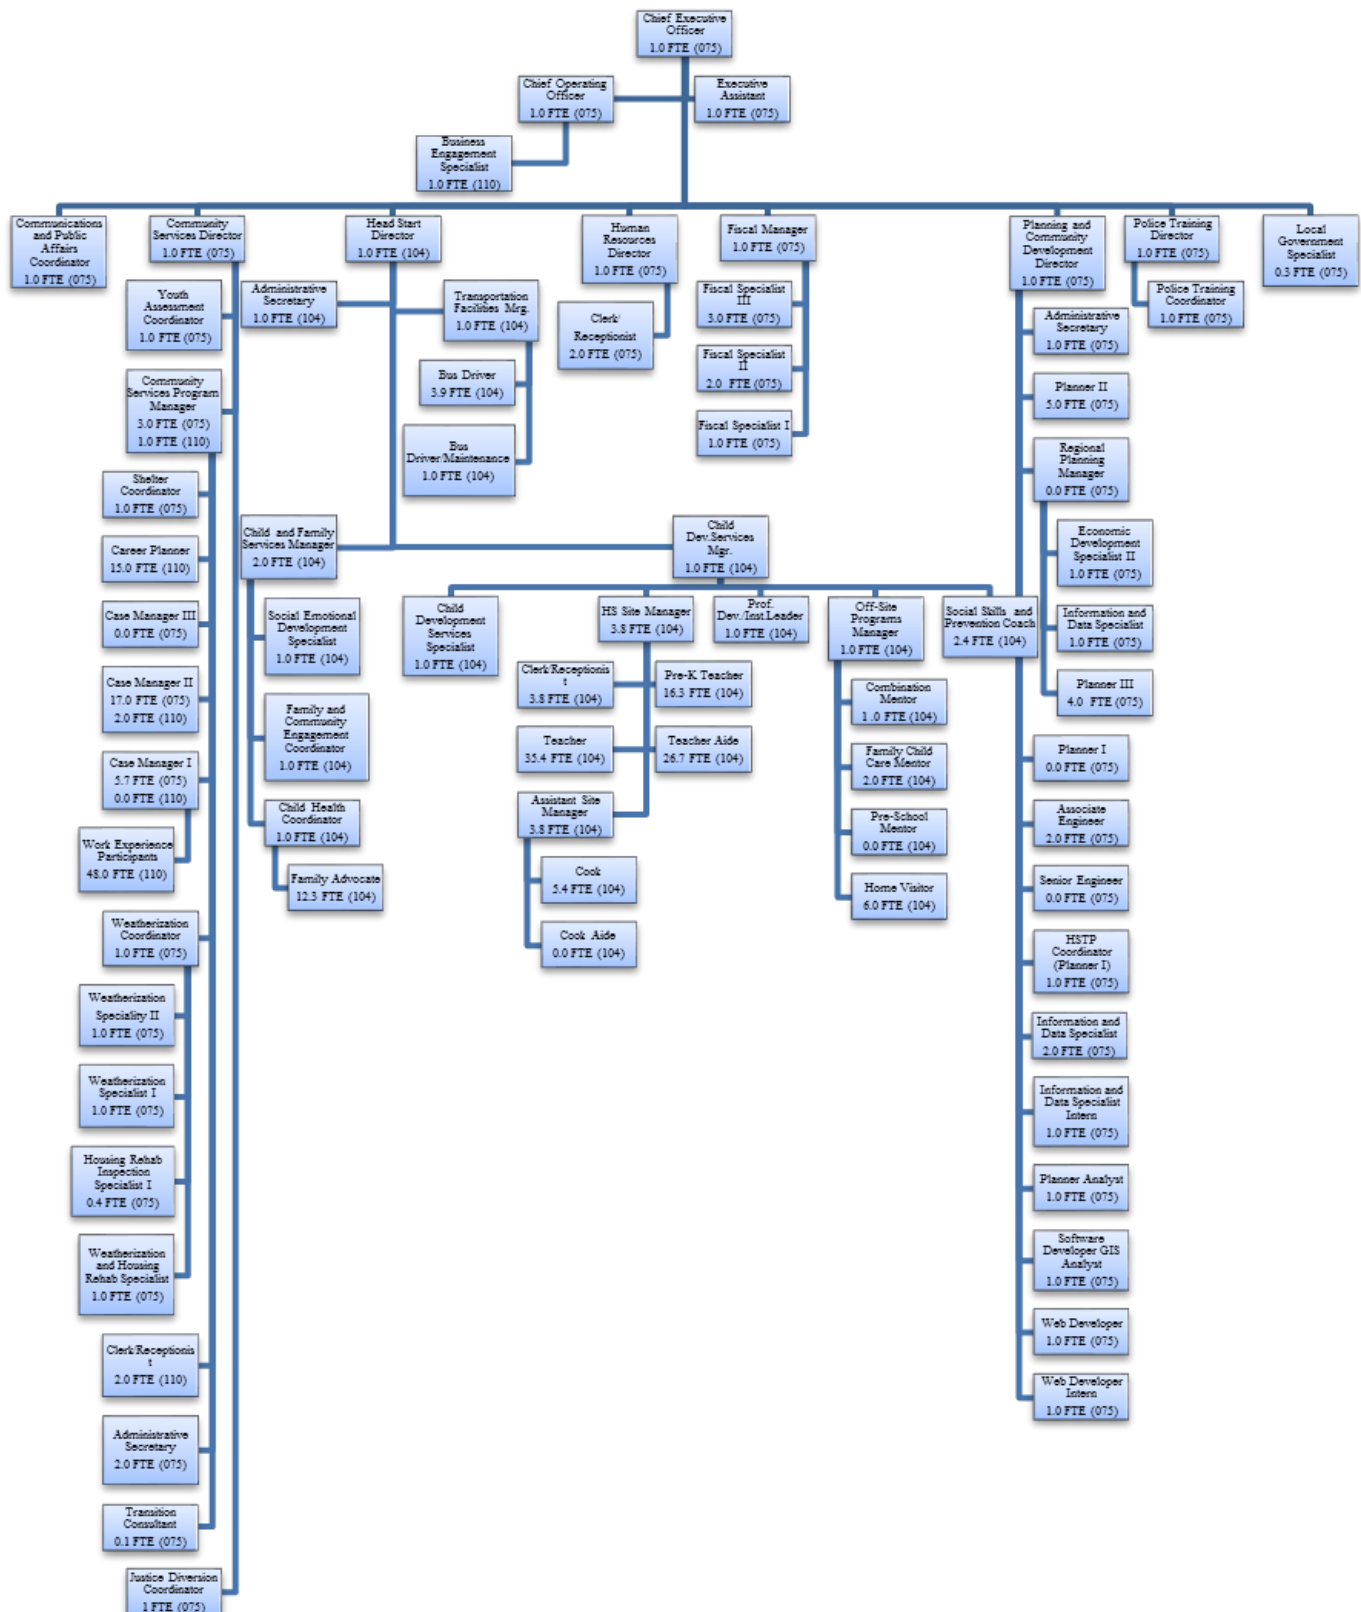 Chief Executive
Officer
1.0 FTE (075)
Chief Operating
Officer
1.0 FTE (075)
Executive
Assistant
1.0 FTE (075)
Business
Engagement
Specialist
1.0 FTE (110)
Communications
and Public
Affairs
Coordinator
1.0 FTE (075)
Community
Services Director
1.0 FTE (075)
Head Start
Director
1.0 FTE (104)
Human
Resources
Director
1.0 FTE (075)
Fiscal Manager
1.0 FTE (075)
Planning and
Community
Development
Director
1.0 FTE (075)
Police Training
Director
1.0 FTE (075)
Local
Government
Specialist
0.3 FTE (075)
Youth
Assessment
Coordinator
1.0 FTE (075)
Community
Services Program
Manager
3.0 FTE (075)
1.0 FTE (110)
Shelter
Coordinator
1.0 FTE (075)
Career Planner
15.0 FTE (110)
Case Manager III
0.0 FTE (075)
Case Manager II
17.0 FTE (075)
2.0 FTE (110)
Case Manager I
5.7 FTE (075)
0.0 FTE (110)
Work Experience
Participants
48.0 FTE (110)
Weatherization
Coordinator
1.0 FTE (075)
Weatherization
Speciality II
1.0 FTE (075)
Weatherization
Specialist I
1.0 FTE (075)
Housing Rehab
Inspection
Specialist I
0.4 FTE (075)
Weatherization
and Housing
Rehab Specialist
1.0 FTE (075)
Clerk/Receptionis
t
2.0 FTE (110)
Administrative
Secretary
2.0 FTE (075)
Transition
Consultant
0.1 FTE (075)
Justice Diversion
Coordinator
1 FTE (075)
Administrative
Secretary
1.0 FTE (104)
Transportation
Facilities Mrg.
1.0 FTE (104)
Bus Driver
3.9 FTE (104)
Bus
Driver/Maintenance
1.0 FTE (104)
Child and Family
Services Manager
2.0 FTE (104)
Social Emotional
Development
Specialist
1.0 FTE (104)
Family and
Community
Engagement
Coordinator
1.0 FTE (104)
Child Health
Coordinator
1.0 FTE (104)
Family Advocate
12.3 FTE (104)
Child
Dev.Services
Mgr.
1.0 FTE (104)
Child
Development
Services
Specialist
1.0 FTE (104)
HS Site Manager
3.8 FTE (104)
Prof.
Dev./Inst.Leader
1.0 FTE (104)
Off-Site
Programs
Manager
1.0 FTE (104)
Social Skills and
Prevention Coach
2.4 FTE (104)
Clerk/Receptionis
t
3.8 FTE (104)
Pre-K Teacher
16.3 FTE (104)
Teacher
35.4 FTE (104)
Teacher Aide
26.7 FTE (104)
Assistant Site
Manager
3.8 FTE (104)
Cook
5.4 FTE (104)
Cook Aide
0.0 FTE (104)
Combination
Mentor
1.0 FTE (104)
Family Child
Care Mentor
2.0 FTE (104)
Pre-School
Mentor
0.0 FTE (104)
Home Visitor
6.0 FTE (104)
Clerk/
Receptionist
2.0 FTE (075)
Fiscal Specialist
III
3.0 FTE (075)
Fiscal Specialist
II
2.0 FTE (075)
Fiscal Specialist I
1.0 FTE (075)
Administrative
Secretary
1.0 FTE (075)
Planner II
5.0 FTE (075)
Regional
Planning
Manager
0.0 FTE (075)
Economic
Development
Specialist II
1.0 FTE (075)
Information and
Data Specialist
1.0 FTE (075)
Planner III
4.0 FTE (075)
Planner I
0.0 FTE (075)
Associate
Engineer
2.0 FTE (075)
Senior Engineer
0.0 FTE (075)
HSTP
Coordinator
(Planner I)
1.0 FTE (075)
Information and
Data Specialist
2.0 FTE (075)
Information and
Data Specialist
Intern
1.0 FTE (075)
Planner Analyst
1.0 FTE (075)
Software
Developer GIS
Analyst
1.0 FTE (075)
Web Developer
1.0 FTE (075)
Web Developer
Intern
1.0 FTE (075)
Police Training
Coordinator
1.0 FTE (075)